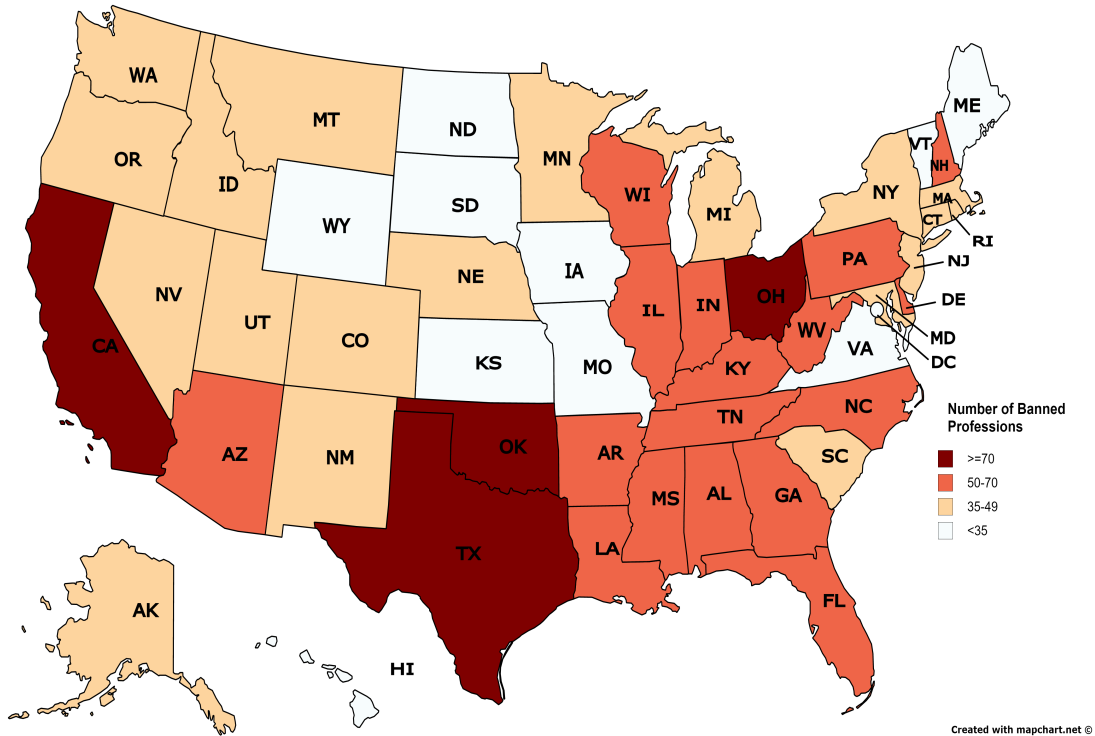 WA
MT
ND
MN
ME
VT
NH
OR
ID
SD
WI
MI
NY
MA
CT
RI
WY
IA
PA
NJ
NV
UT
CO
NE
IL
IN
OH
DE
CA
KS
MO
KY
WV
VA
MD
DC
AZ
NM
OK
AR
TN
NC
SC
MS
AL
GA
TX
LA
FL
AK
HI
Number of Banned
Professions
>=70
50-70
35-49
<35
Created with mapchart.net ©